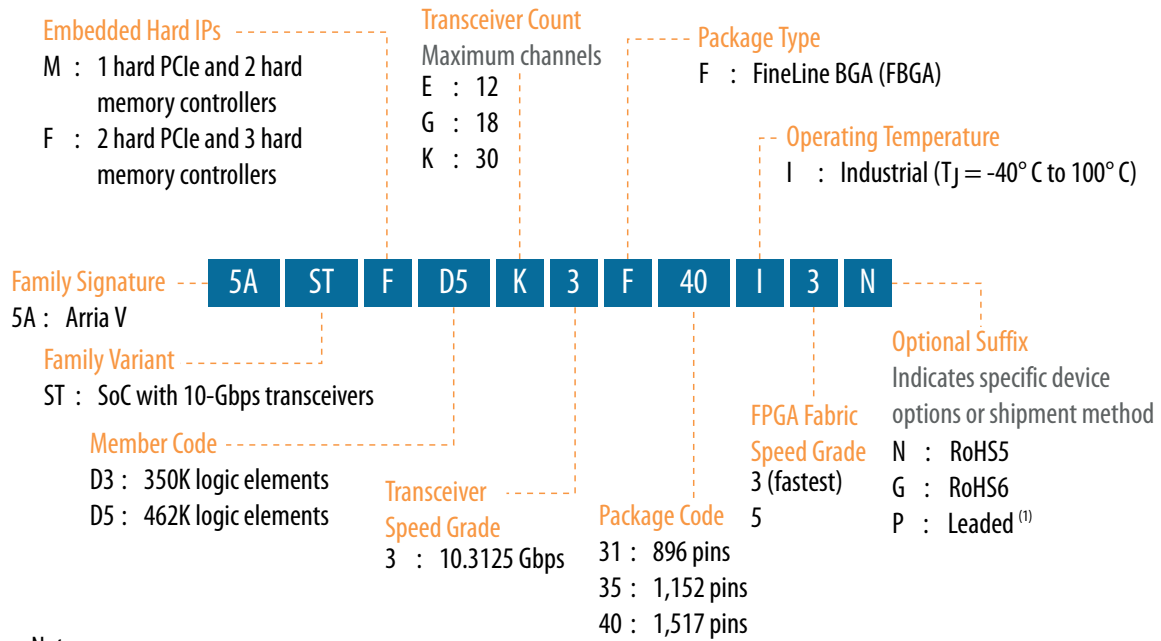 Embedded Hard IPs
M : 1 hard PCIe and 2 hard
memory controllers
F : 2 hard PCIe and 3 hard
memory controllers
Transceiver Count
Maximum channels
E : 12
G : 18
K : 30
Package Type
F : FineLine BGA (FBGA)
Operating Temperature
I : Industrial (TJ = -40° C to 100° C)
Family Signature
5A : Arria V
5A ST F D5 K 3 F 40 I 3 N
Family Variant
ST : SoC with 10-Gbps transceivers
Member Code
D3 : 350K logic elements
D5 : 462K logic elements
Transceiver
Speed Grade
3 : 10.3125 Gbps
Package Code
31 : 896 pins
35 : 1,152 pins
40 : 1,517 pins
FPGA Fabric
Speed Grade
3 (fastest)
5
Optional Suffix
Indicates specific device
options or shipment method
N : RoHS5
G : RoHS6
P : Leaded (1)